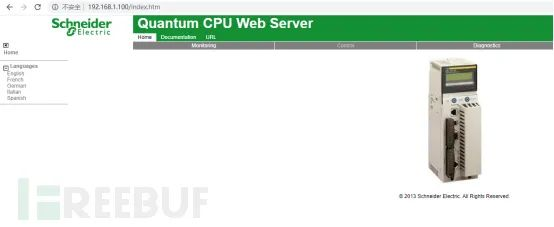 不安全 | 192.168.1.100/index.htm
Schneider
Electric
Quantum CPU Web Server
Home Documentation URL
Monitoring Control Diagnostics
Home
Languages
English
French
German
Italian
Spanish
© 2013 Schneider Electric. All Rights Reserved.
FREEBUF